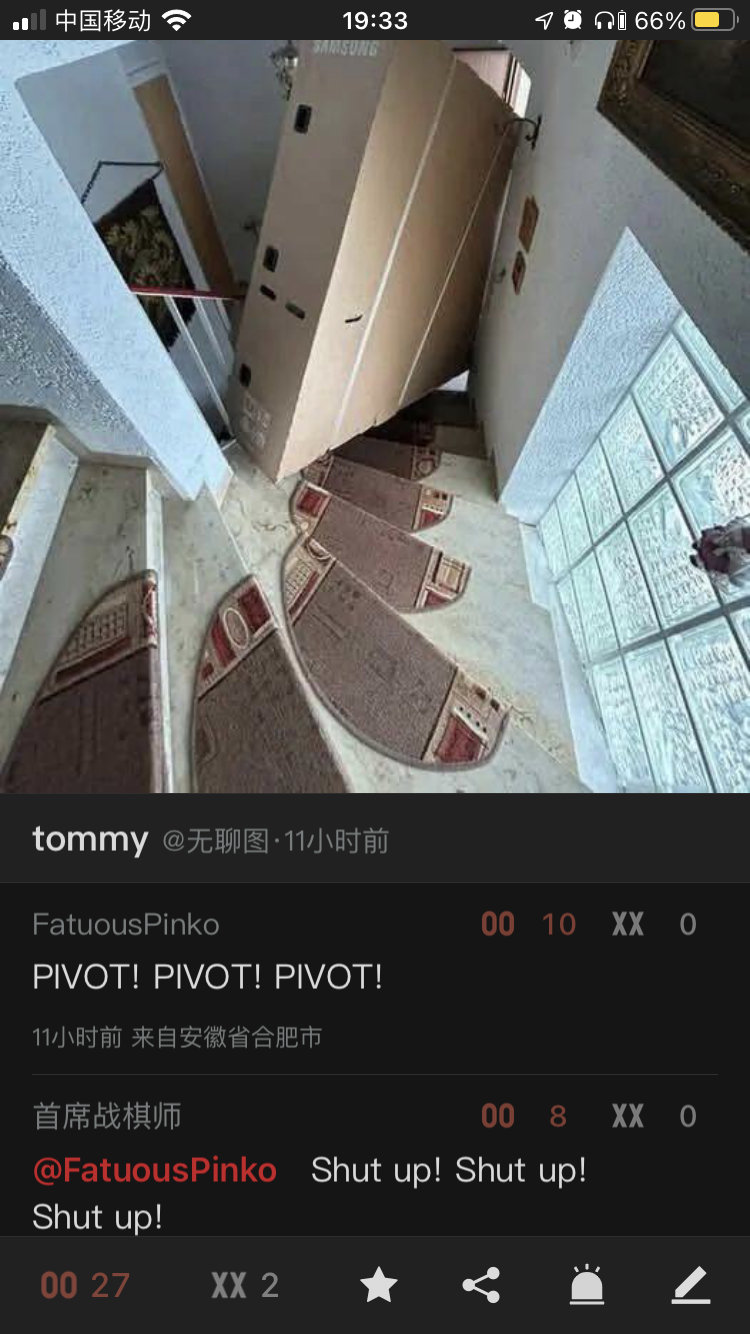 中国移动 19:33 66%
SAMSUNG
tommy @无聊图·11小时前
FatuousPinko OO 10 XX 0
PIVOT! PIVOT! PIVOT!
11小时前 来自安徽省合肥市
首席战棋师 OO 8 XX 0
@FatuousPinko Shut up! Shut up!
Shut up!
OO 27 XX 2